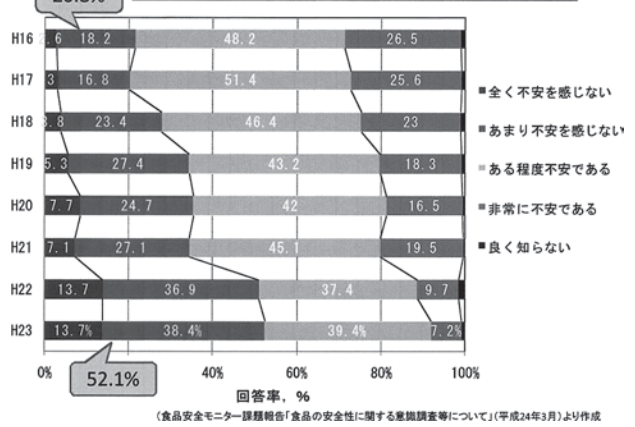 H16 18.2 48.2 26.5
H17 3 16.8 51.4 25.6
H18 23.4 46.4 23
H19 5.3 27.4 43.2 18.3
H20 7.7 24.7 42 16.5
H21 7.1 27.1 45.1 19.5
H22 13.7 36.9 37.4 9.7
H23 13.7% 38.4% 39.4% 7.2%
■全く不安を感じない
■あまり不安を感じない
■ある程度不安である
■非常に不安である
■良く知らない
0% 40% 60% 80% 100%
52.1%
回答率, %
(食品安全モニター課題報告「食品の安全性に関する意識調査等について」(平成24年3月)より作成